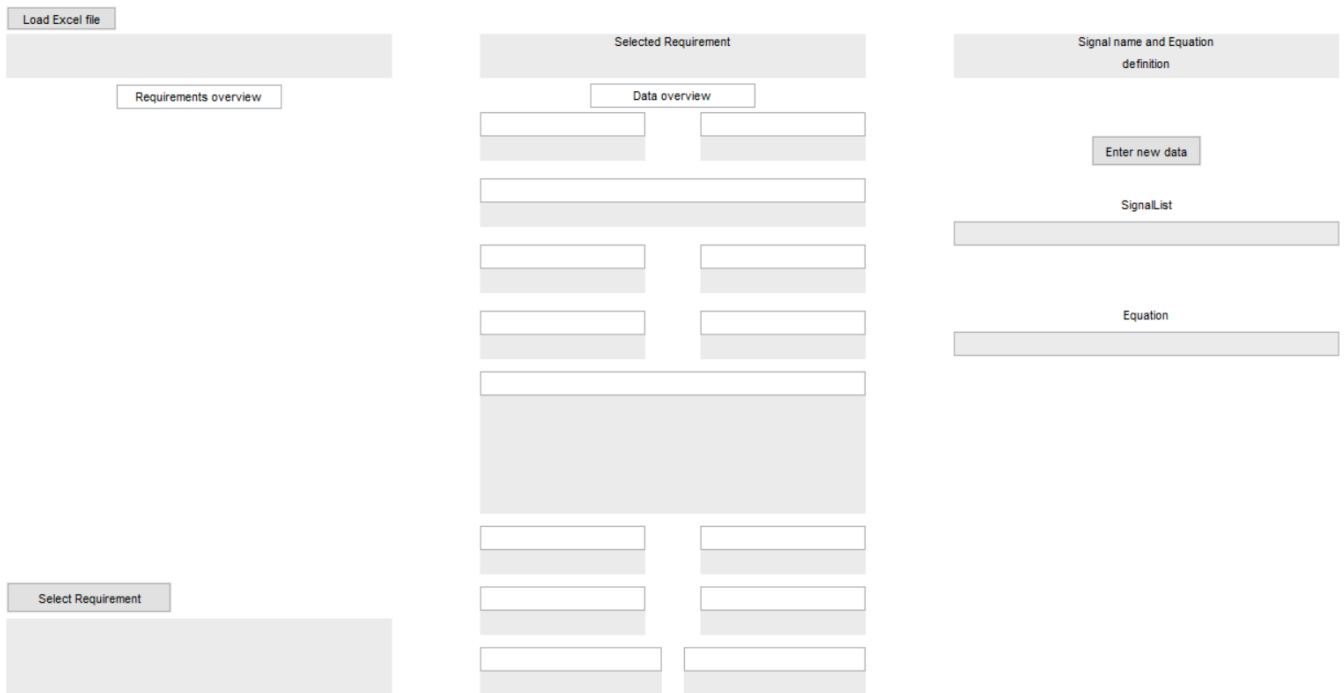 Load Excel file
Requirements overview
Select Requirement
Selected Requirement
Data overview
Signal name and Equation
definition
Enter new data
SignalList
Equation